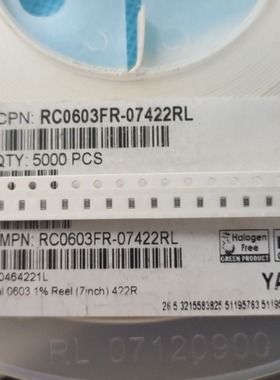 CPN: RC0603FR-07422RL
QTY: 5000 PCS
MPN: RC0603FR-07422RL
0464221L
0603 1% Reel (7inch) 422R
Halogen
Free
GREEN PRODUCT
YA
RL 07120900